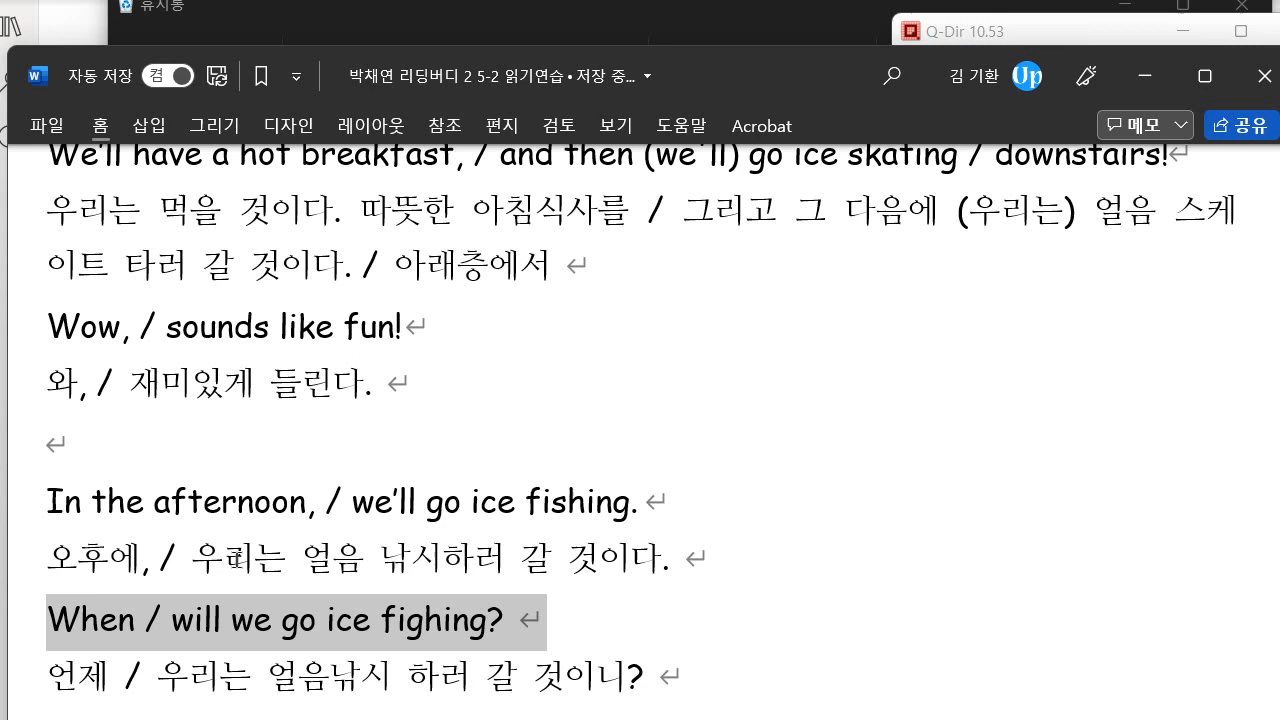 휴지통
Q-Dir 10.53
자동 저장 켬 박채연 리딩버디 2 5-2 읽기연습 • 저장 중... 김 기환 Up
파일 홈 삽입 그리기 디자인 레이아웃 참조 편지 검토 보기 도움말 Acrobat 메모 공유
We'll have a hot breakfast, / and then (we'll) go ice skating / downstairs!
우리는 먹을 것이다. 따뜻한 아침식사를 / 그리고 그 다음에 (우리는) 얼음 스케
이트 타러 갈 것이다. / 아래층에서
Wow, / sounds like fun!
와, / 재미있게 들린다.
In the afternoon, / we'll go ice fishing.
오후에, / 우리는 얼음 낚시하러 갈 것이다.
When / will we go ice fighing?
언제 / 우리는 얼음낚시 하러 갈 것이니?